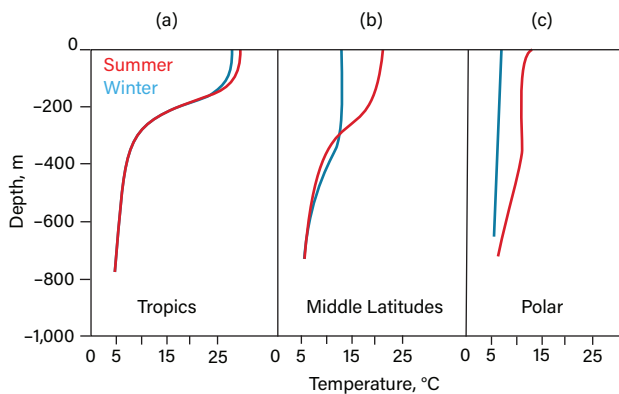 (a) (b) (c)
0
Summer
Winter
−200
−400
−600
−800
−1,000
Depth, m
Tropics Middle Latitudes Polar
0 5 15 25 0 5 15 25 0 5 15 25
Temperature, °C